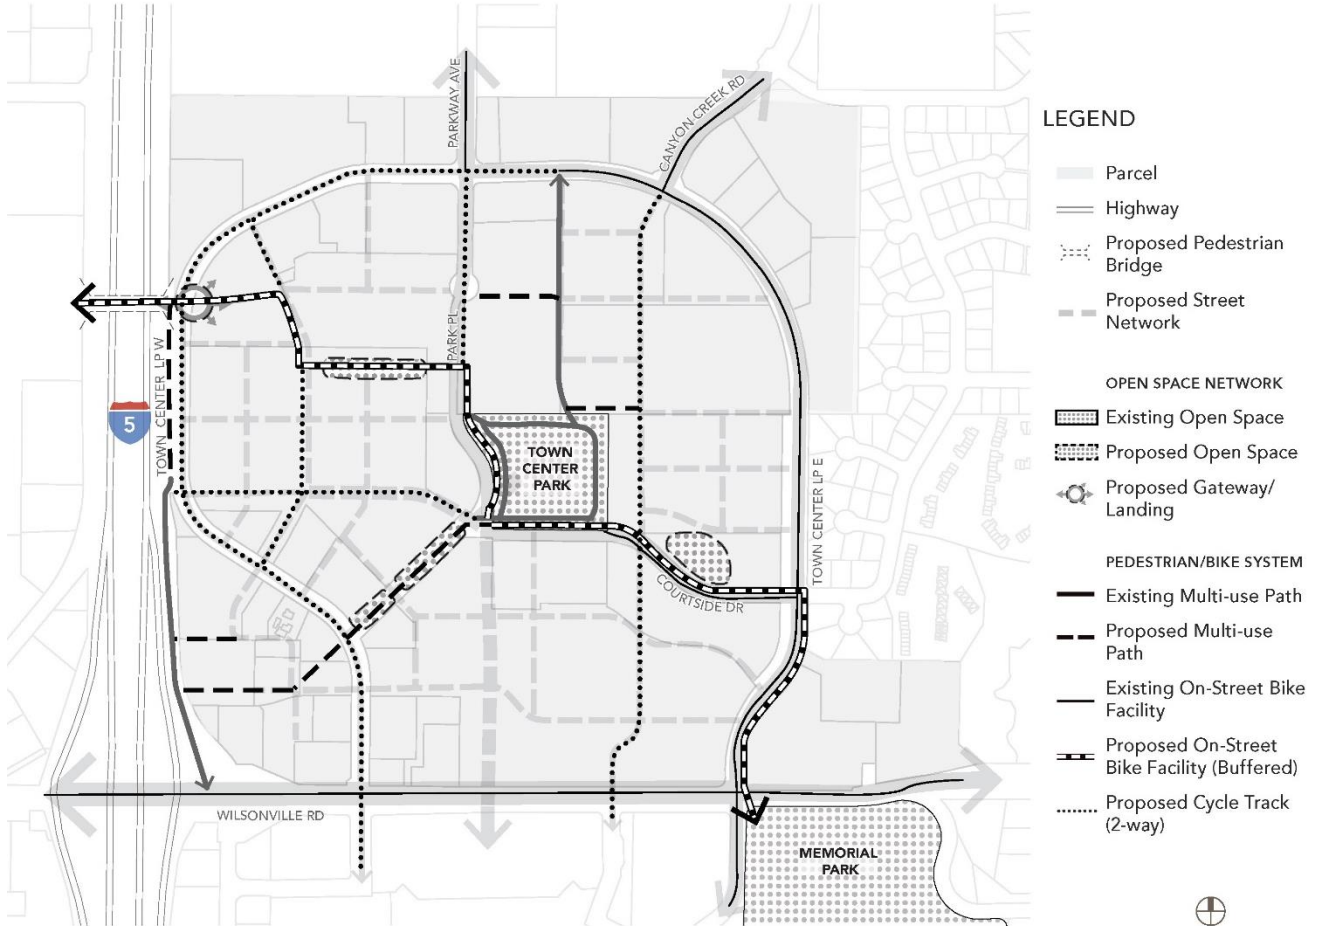 PARKWAY AVE
CANYON CREEK RD
PARK PL
TOWN CENTER LP W
5
TOWN
CENTER
PARK
TOWN CENTER LP E
COURTSIDE DR
WILSONVILLE RD
MEMORIAL
PARK
LEGEND
Parcel
Highway
Proposed Pedestrian
Bridge
Proposed Street
Network
OPEN SPACE NETWORK
Existing Open Space
Proposed Open Space
Proposed Gateway/
Landing
PEDESTRIAN/BIKE SYSTEM
Existing Multi-use Path
Proposed Multi-use
Path
Existing On-Street Bike
Facility
Proposed On-Street
Bike Facility (Buffered)
Proposed Cycle Track
(2-way)